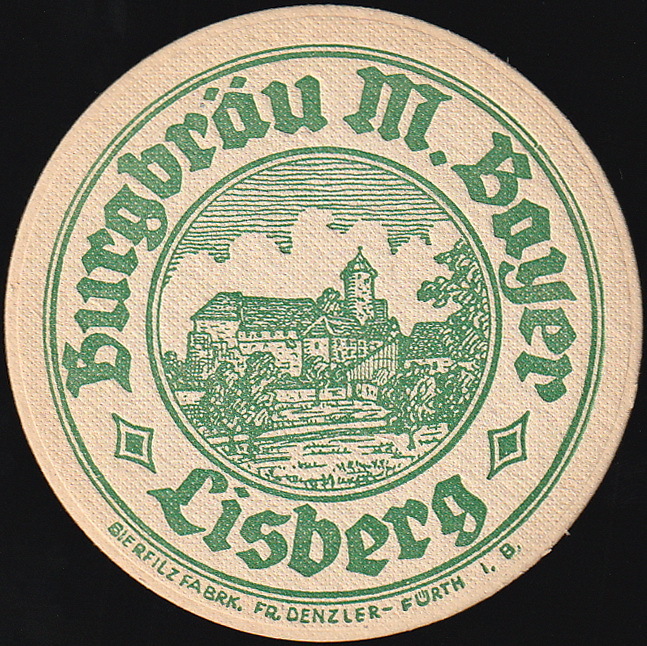 Burgbräu M. Bayer
Lisberg
BIERFILZFABRK. FR. DENZLER-FÜRTH I. B.